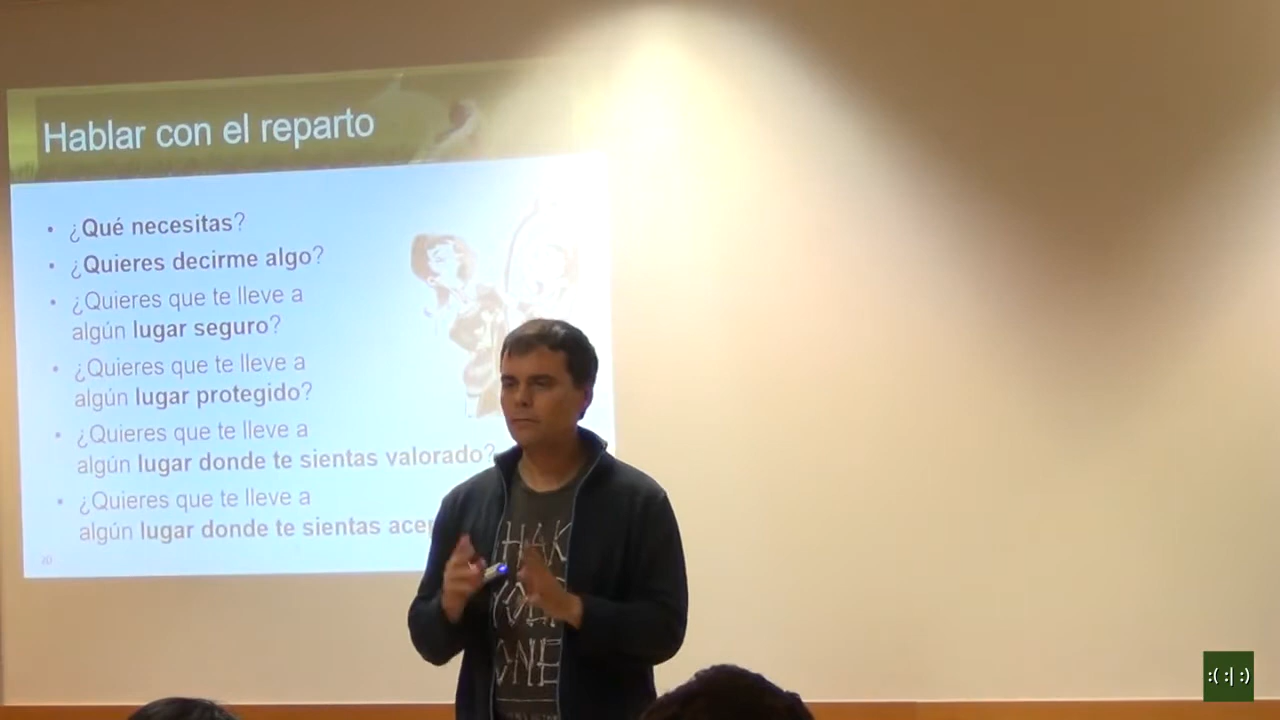 Hablar con el reparto
• ¿Qué necesitas?
• ¿Quieres decirme algo?
• ¿Quieres que te lleve a
algún lugar seguro?
• ¿Quieres que te lleve a
algún lugar protegido?
• ¿Quieres que te lleve a
algún lugar donde te sientas valorado?
• ¿Quieres que te lleve a
algún lugar donde te sientas
20
:( :| :)